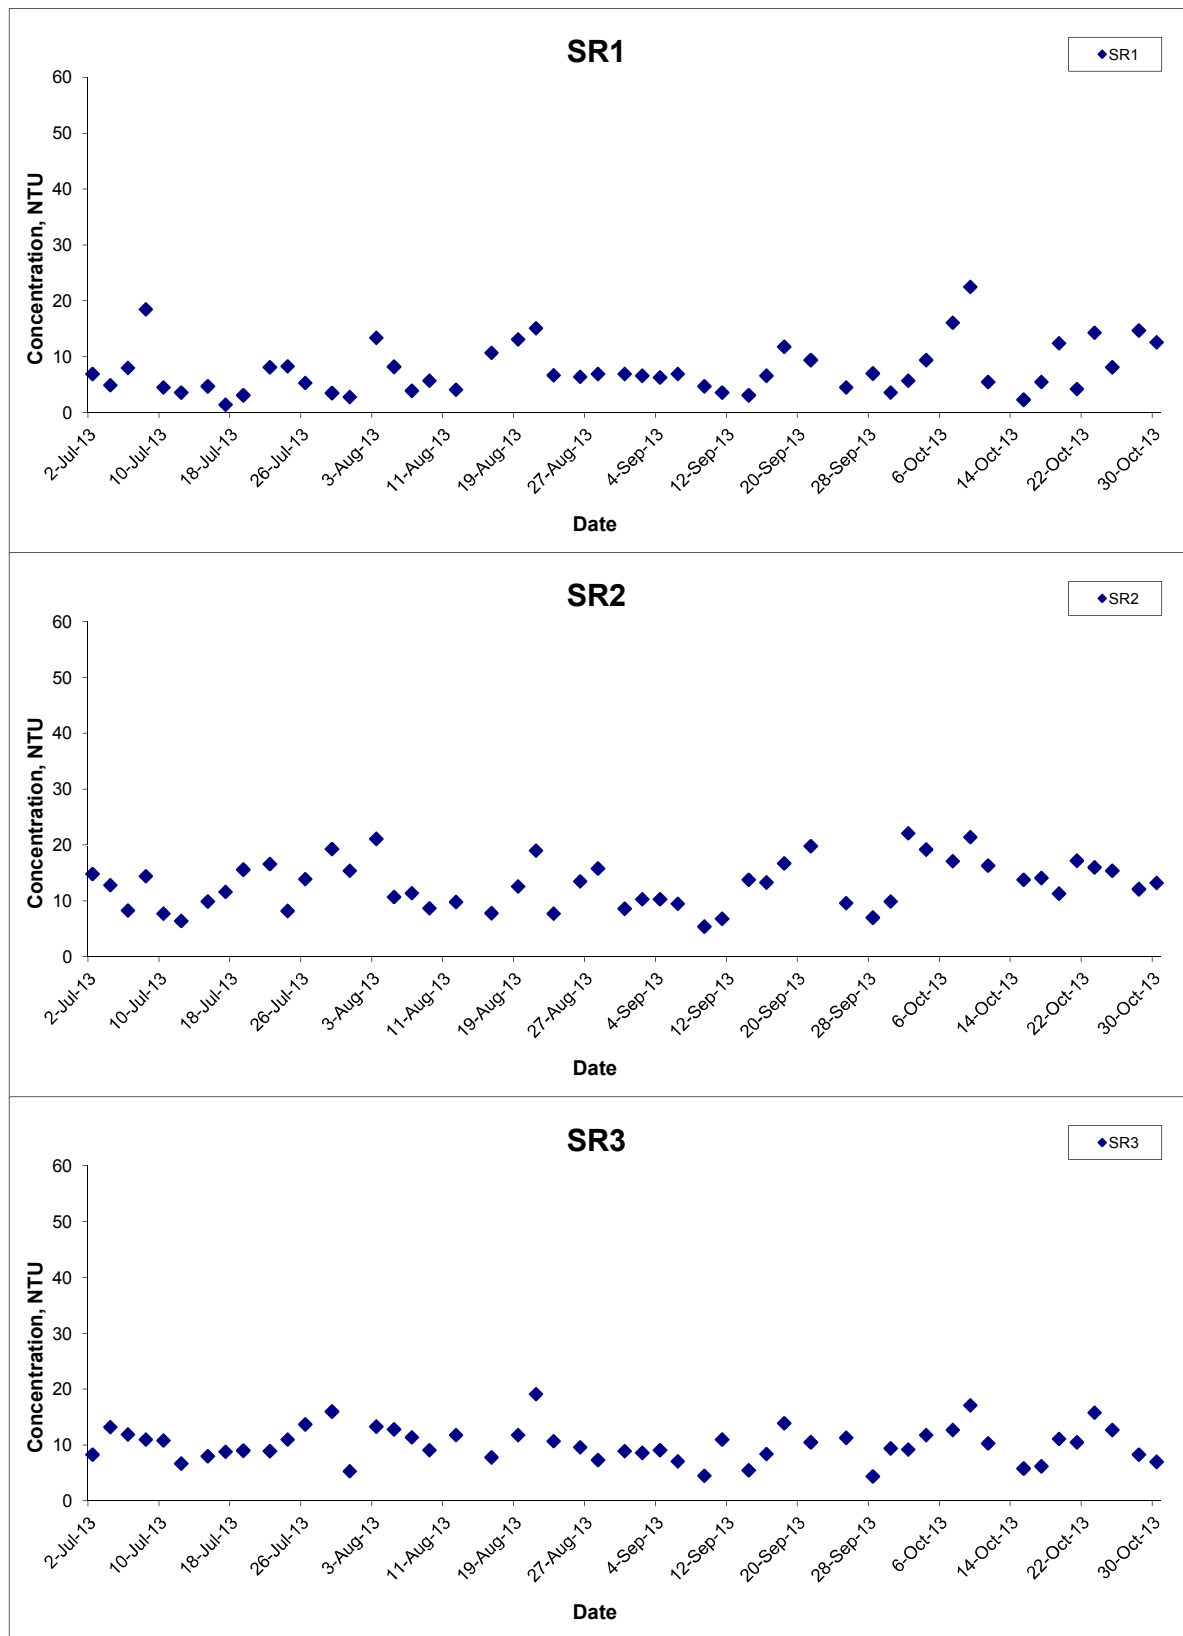 SR1
SR1
60
50
40
30
20
10
0
Concentration, NTU
2-Jul-13
10-Jul-13
18-Jul-13
26-Jul-13
3-Aug-13
11-Aug-13
19-Aug-13
27-Aug-13
4-Sep-13
12-Sep-13
20-Sep-13
28-Sep-13
6-Oct-13
14-Oct-13
22-Oct-13
30-Oct-13
Date
SR2
SR2
60
50
40
30
20
10
0
Concentration, NTU
2-Jul-13
10-Jul-13
18-Jul-13
26-Jul-13
3-Aug-13
11-Aug-13
19-Aug-13
27-Aug-13
4-Sep-13
12-Sep-13
20-Sep-13
28-Sep-13
6-Oct-13
14-Oct-13
22-Oct-13
30-Oct-13
Date
SR3
SR3
60
50
40
30
20
10
0
Concentration, NTU
2-Jul-13
10-Jul-13
18-Jul-13
26-Jul-13
3-Aug-13
11-Aug-13
19-Aug-13
27-Aug-13
4-Sep-13
12-Sep-13
20-Sep-13
28-Sep-13
6-Oct-13
14-Oct-13
22-Oct-13
30-Oct-13
Date